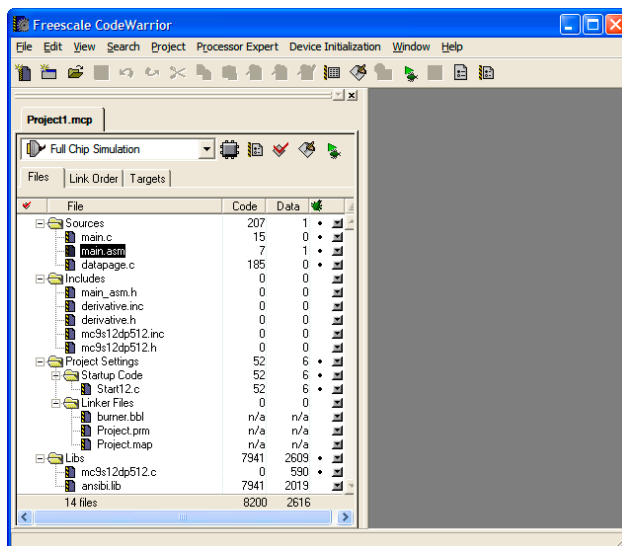 Freescale CodeWarrior
File Edit View Search Project Processor Expert Device Initialization Window Help
Project1.mcp
Full Chip Simulation
Files Link Order Targets
File Code Data
Sources 207 1
main.c 15 0
main.asm 7 1
datapage.c 185 0
Includes 0 0
main_asm.h 0 0
derivative.inc 0 0
derivative.h 0 0
mc9s12dp512.inc 0 0
mc9s12dp512.h 0 0
Project Settings 52 6
Startup Code 52 6
Start12.c 52 6
Linker Files n/a n/a
burner.bbl n/a n/a
Project.prm n/a n/a
Project.map n/a n/a
Libs 7941 2609
mc9s12dp512.c 0 590
ansibi.lib 7941 2019
14 files 8200 2616